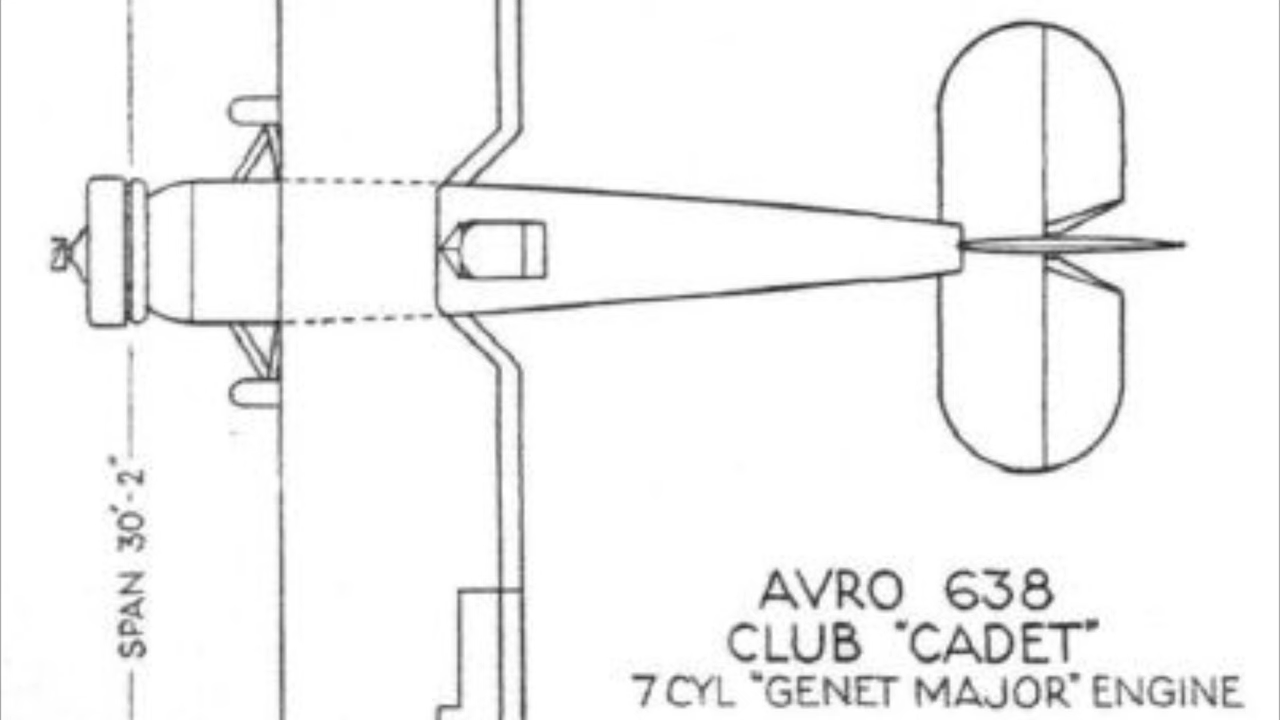 SPAN 30'-2"
AVRO 638
CLUB "CADET"
7 CYL "GENET MAJOR" ENGINE